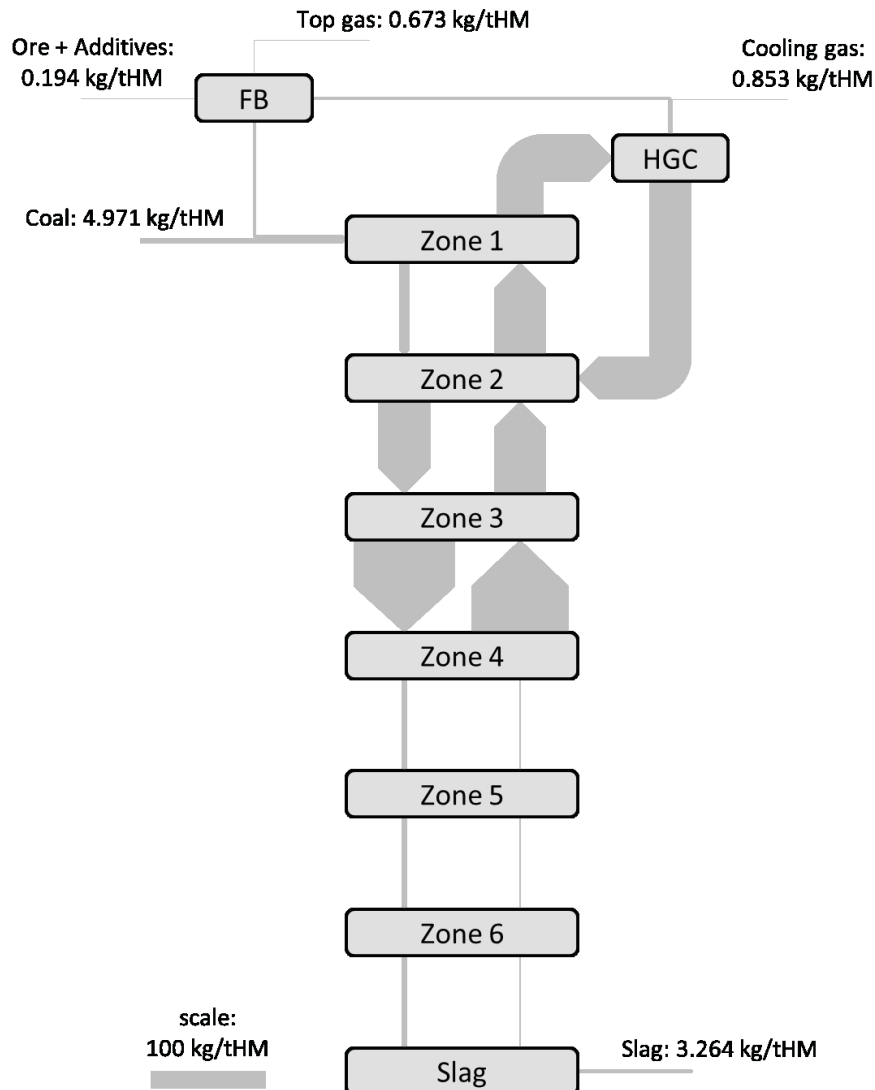 Top gas: 0.673 kg/tHM
Ore + Additives:
0.194 kg/tHM
Cooling gas:
0.853 kg/tHM
FB
HGC
Coal: 4.971 kg/tHM
Zone 1
Zone 2
Zone 3
Zone 4
Zone 5
Zone 6
scale:
100 kg/tHM
Slag: 3.264 kg/tHM
Slag